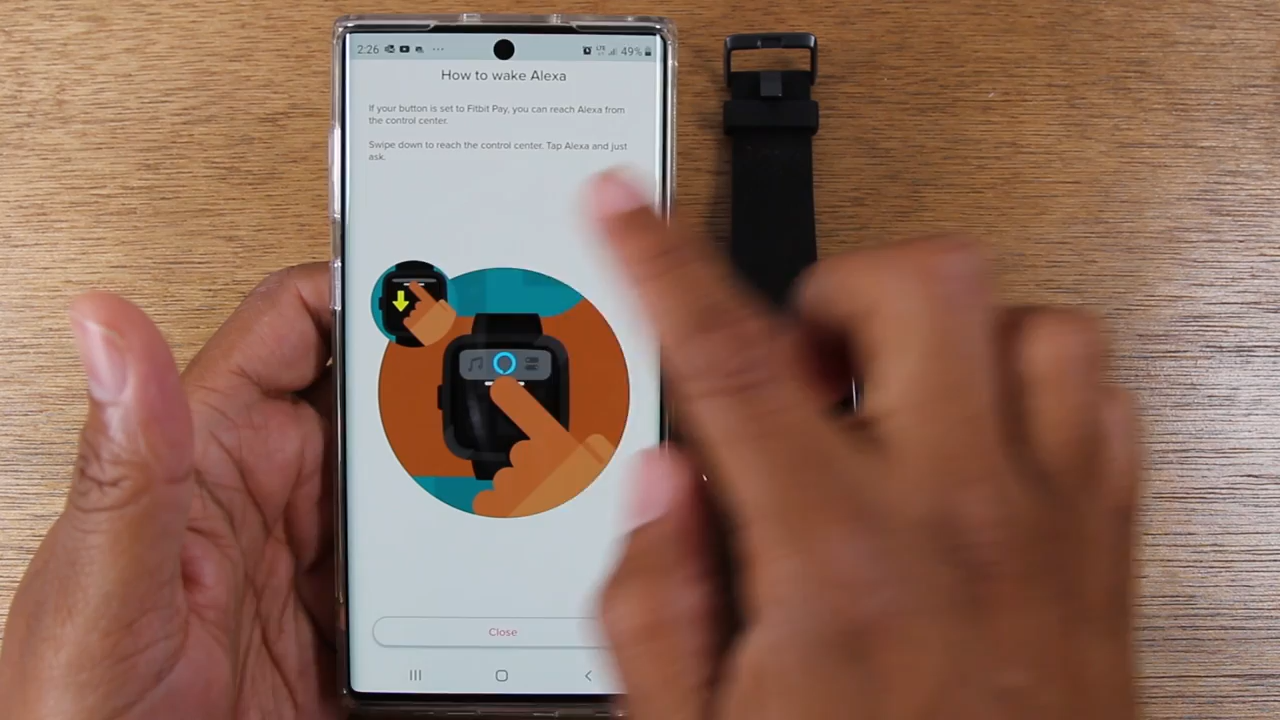 2:26 LTE 49%
How to wake Alexa
If your button is set to Fitbit Pay, you can reach Alexa from
the control center.
Swipe down to reach the control center. Tap Alexa and just
ask.
Close